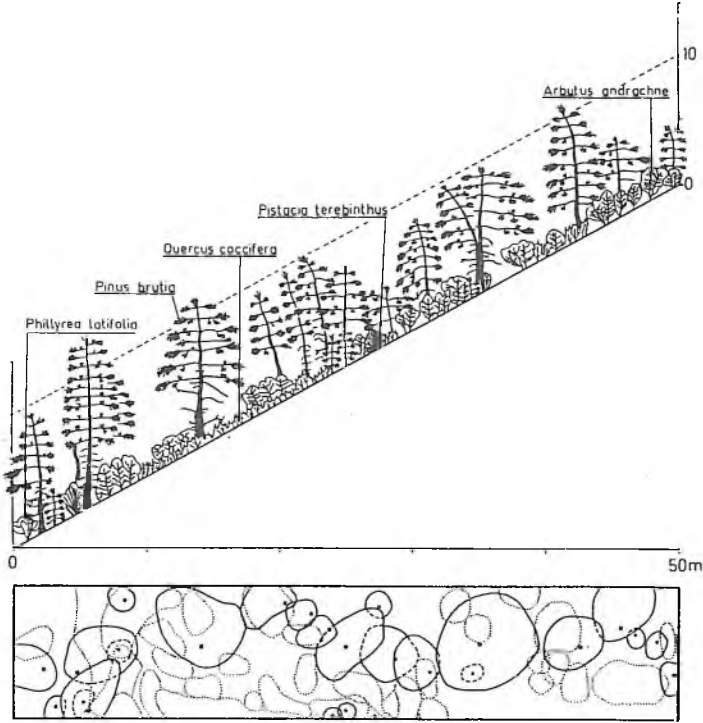 10
Arbutus andrachne
0
Pistacia terebinthus
Quercus coccifera
Pinus brutia
Phillyrea latifolia
0
50m